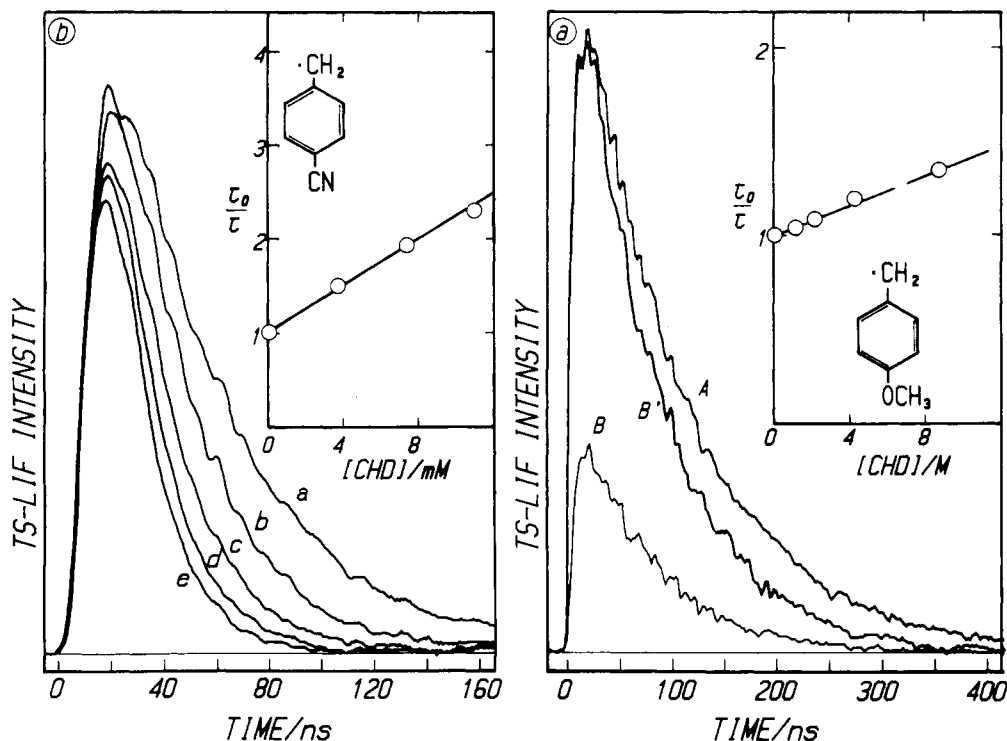 b
4
3
2
1
τ₀
τ
·CH₂
CN
0
4
8
[CHD]/mM
a
b
c
d
e
TS-LIF INTENSITY
0
40
80
120
160
TIME/ns
a
2
1
τ₀
τ
·CH₂
OCH₃
0
4
8
[CHD]/M
A
B'
B
TS-LIF INTENSITY
0
100
200
300
400
TIME/ns